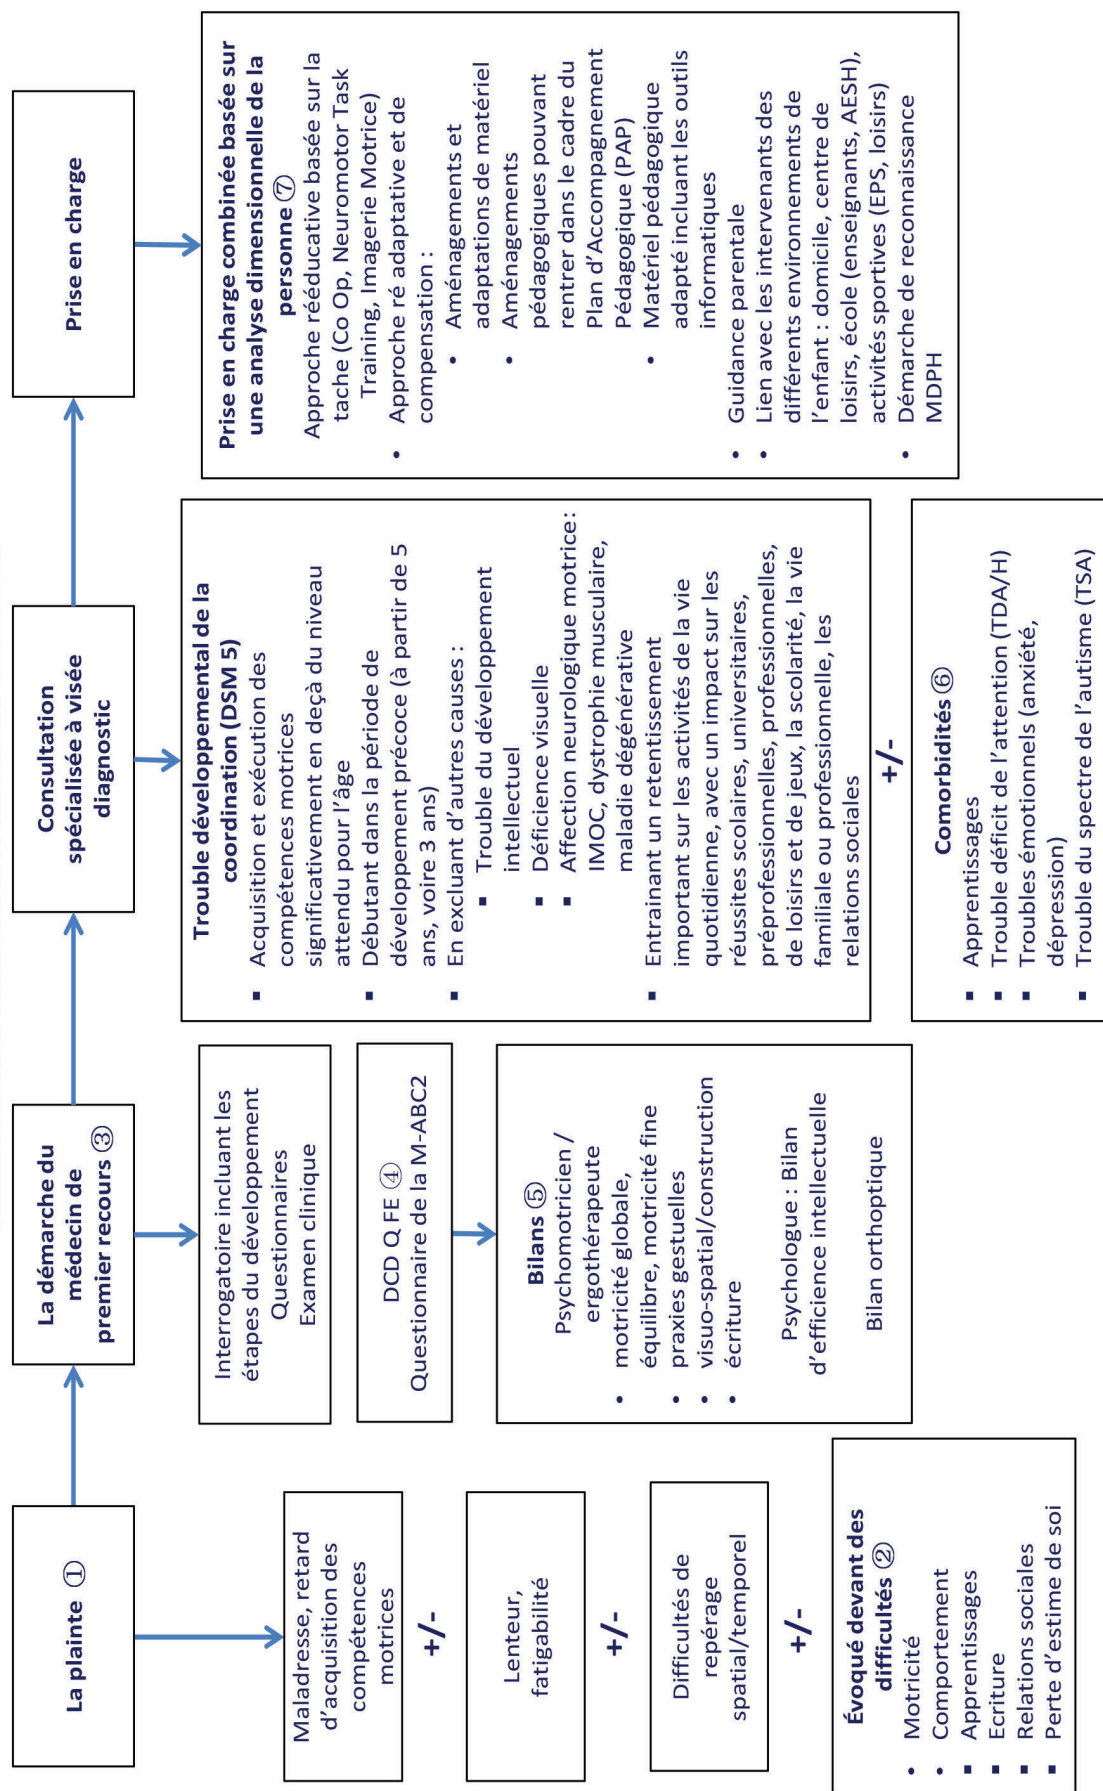 La plainte ①
Maladresse, retard
d’acquisition des
compétences
motrices
+/-
Lenteur,
fatigabilité
+/-
Difficultés de
repérage
spatial/temporel
+/-
Évoqué devant des
difficultés ②
• Motricité
• Comportement
▪ Apprentissages
▪ Ecriture
▪ Relations sociales
▪ Perte d’estime de soi
La démarche du
médecin de
premier recours ③
Interrogatoire incluant les
étapes du développement
Questionnaires
Examen clinique
DCD Q FE ④
Questionnaire de la M-ABC2
Bilans ⑤
Psychomotricien /
ergothérapeute
• motricité globale,
équilibre, motricité fine
• praxies gestuelles
• visuo-spatial/construction
• écriture
Psychologue : Bilan
d’efficience intellectuelle
Bilan orthoptique
Consultation
spécialisée à visée
diagnostic
Trouble développemental de la
coordination (DSM 5)
▪ Acquisition et exécution des
compétences motrices
significativement en deçà du niveau
attendu pour l’âge
▪ Débutant dans la période de
développement précoce (à partir de 5
ans, voire 3 ans)
▪ En excluant d’autres causes :
▪ Trouble du développement
intellectuel
▪ Déficience visuelle
▪ Affection neurologique motrice:
IMOC, dystrophie musculaire,
maladie dégénérative
▪ Entrainant un retentissement
important sur les activités de la vie
quotidienne, avec un impact sur les
réussites scolaires, universitaires,
préprofessionnelles, professionnelles,
de loisirs et de jeux, la scolarité, la vie
familiale ou professionnelle, les
relations sociales
+/-
Comorbidités ⑥
▪ Apprentissages
▪ Trouble déficit de l’attention (TDA/H)
▪ Troubles émotionnels (anxiété,
dépression)
▪ Trouble du spectre de l’autisme (TSA)
Prise en charge
Prise en charge combinée basée sur
une analyse dimensionnelle de la
personne ⑦
Approche rééducative basée sur la
tache (Co Op, Neuromotor Task
Training, Imagerie Motrice)
• Approche ré adaptative et de
compensation :
• Aménagements et
adaptations de matériel
• Aménagements
pédagogiques pouvant
rentrer dans le cadre du
Plan d’Accompagnement
Pédagogique (PAP)
• Matériel pédagogique
adapté incluant les outils
informatiques
• Guidance parentale
• Lien avec les intervenants des
différents environnements de
l’enfant : domicile, centre de
loisirs, école (enseignants, AESH),
activités sportives (EPS, loisirs)
• Démarche de reconnaissance
MDPH